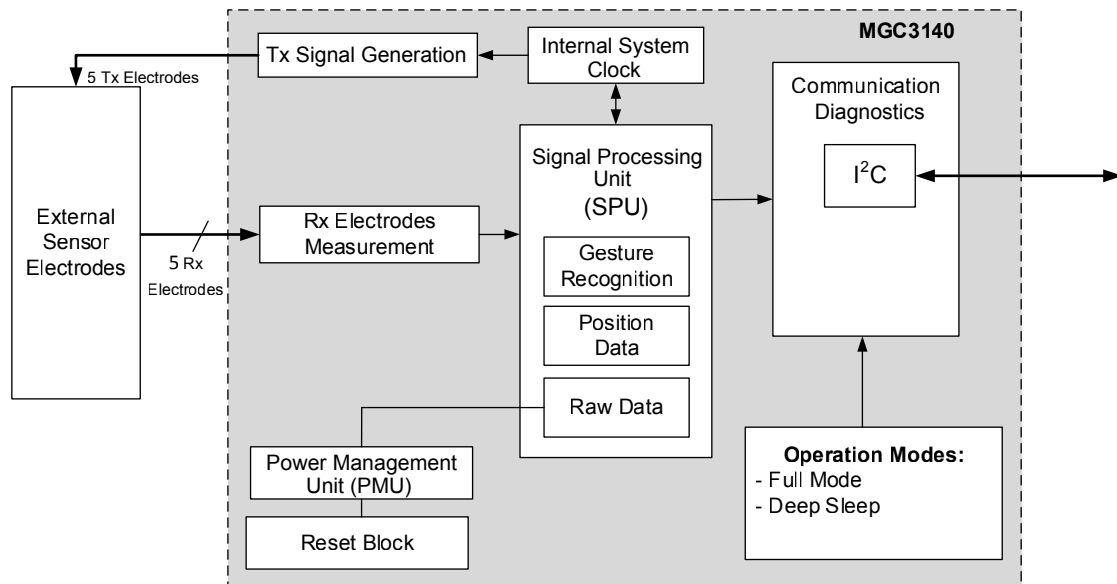 MGC3140
Tx Signal Generation
Internal System
Clock
5 Tx Electrodes
Communication
Diagnostics
I²C
Signal Processing
Unit
(SPU)
External
Sensor
Electrodes
Rx Electrodes
Measurement
5 Rx
Electrodes
Gesture
Recognition
Position
Data
Raw Data
Power Management
Unit (PMU)
Reset Block
Operation Modes:
- Full Mode
- Deep Sleep